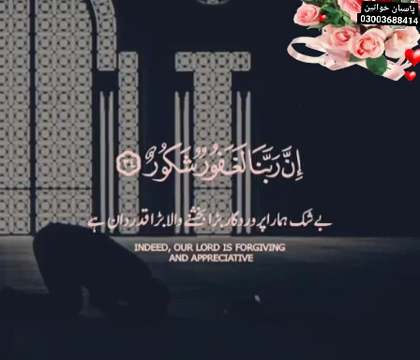 پاسبان خواتین
03003688414
إِنَّ رَبَّنَا لَغَفُورٌ شَكُورٌ ﴿٣٤﴾
بے شک ہمارا پروردگار بڑا بخشنے والا بڑا قدردان ہے
INDEED, OUR LORD IS FORGIVING
AND APPRECIATIVE